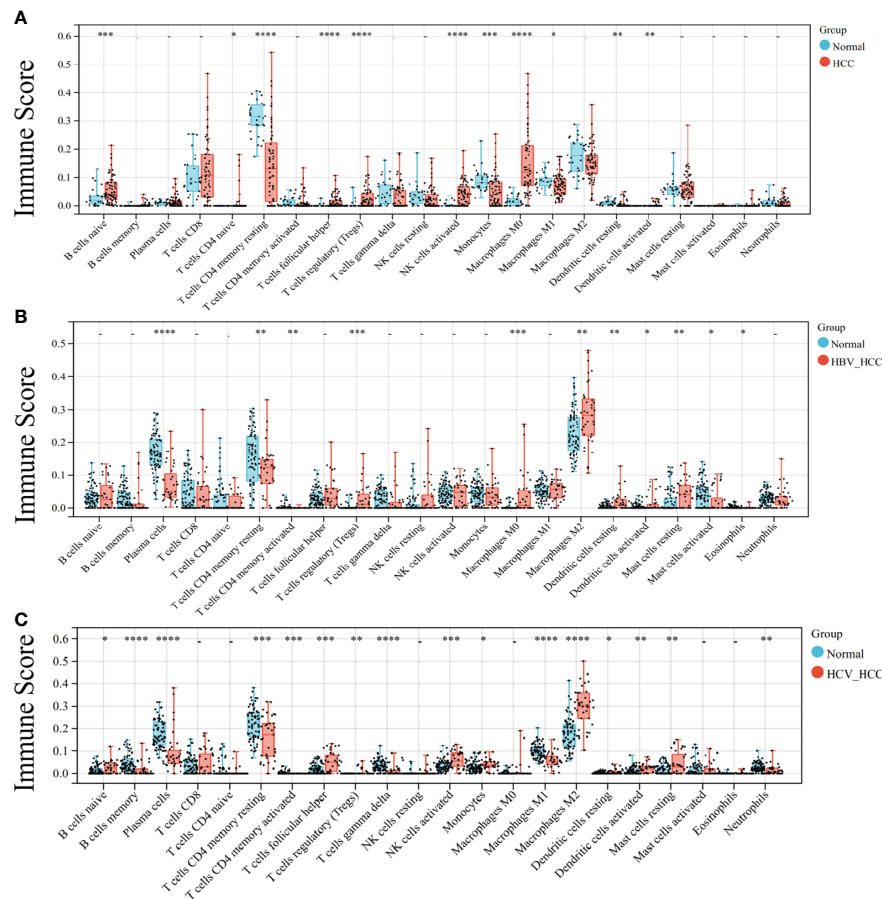 A
*** - - * **** - **** **** - - **** *** **** * - ** ** - - - -
Group
Normal
HCC
Immune Score
0.6
0.5
0.4
0.3
0.2
0.1
0.0
B cells naive
B cells memory
Plasma cells
T cells CD8
T cells CD4 naive
T cells CD4 memory resting
T cells CD4 memory activated
T cells follicular helper
T cells regulatory (Tregs)
T cells gamma delta
NK cells resting
NK cells activated
Monocytes
Macrophages M0
Macrophages M1
Macrophages M2
Dendritic cells resting
Dendritic cells activated
Mast cells resting
Mast cells activated
Eosinophils
Neutrophils
B
- - **** - - ** ** - *** - - - - *** - ** ** * ** * * -
Group
Normal
HBV_HCC
Immune Score
0.5
0.4
0.3
0.2
0.1
0.0
B cells naive
B cells memory
Plasma cells
T cells CD8
T cells CD4 naive
T cells CD4 memory resting
T cells CD4 memory activated
T cells follicular helper
T cells regulatory (Tregs)
T cells gamma delta
NK cells resting
NK cells activated
Monocytes
Macrophages M0
Macrophages M1
Macrophages M2
Dendritic cells resting
Dendritic cells activated
Mast cells resting
Mast cells activated
Eosinophils
Neutrophils
C
* **** **** - - *** *** *** ** **** - *** * - **** **** * ** ** - - **
Group
Normal
HCV_HCC
Immune Score
0.6
0.5
0.4
0.3
0.2
0.1
0.0
B cells naive
B cells memory
Plasma cells
T cells CD8
T cells CD4 naive
T cells CD4 memory resting
T cells CD4 memory activated
T cells follicular helper
T cells regulatory (Tregs)
T cells gamma delta
NK cells resting
NK cells activated
Monocytes
Macrophages M0
Macrophages M1
Macrophages M2
Dendritic cells resting
Dendritic cells activated
Mast cells resting
Mast cells activated
Eosinophils
Neutrophils